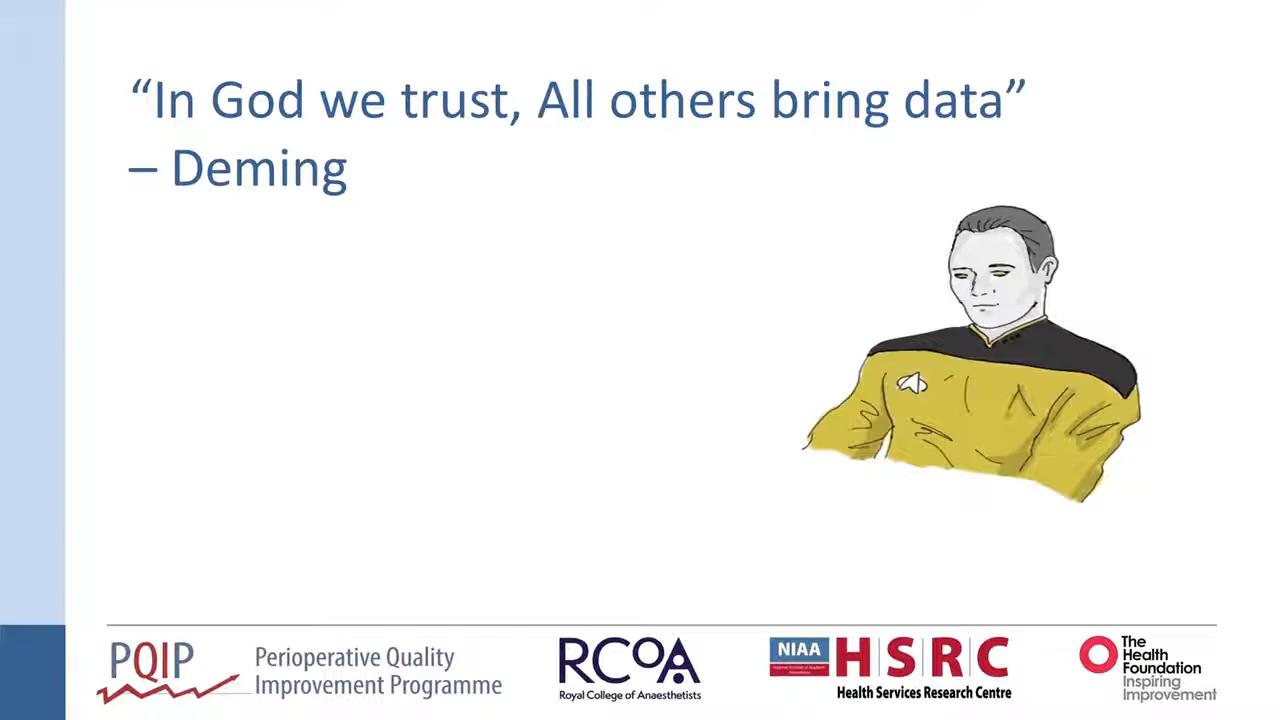 “In God we trust, All others bring data”
– Deming
PQIP
Perioperative Quality
Improvement Programme
RCOA
Royal College of Anaesthetists
NIAA
HSRC
Health Services Research Centre
The
Health
Foundation
Inspiring
Improvement